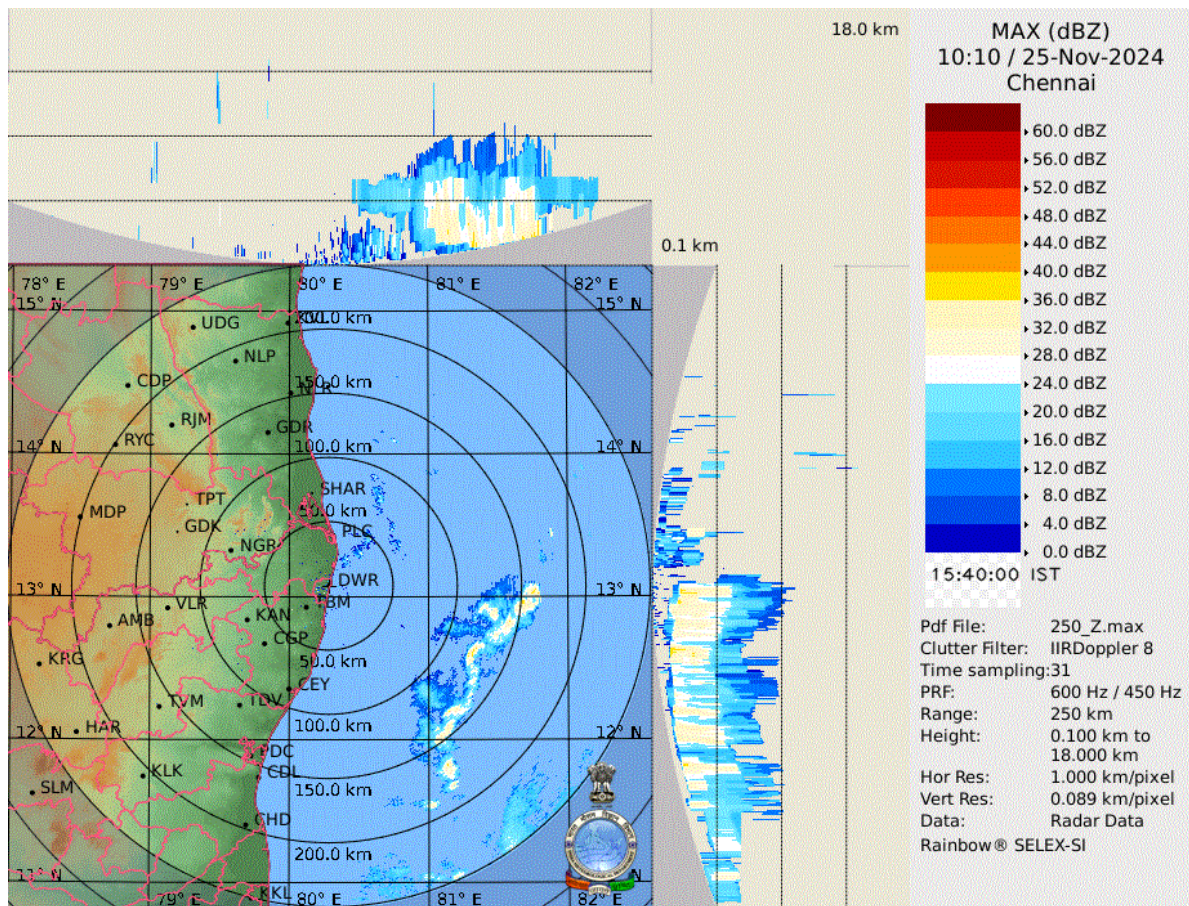 18.0 km
0.1 km
MAX (dBZ)
10:10 / 25-Nov-2024
Chennai
60.0 dBZ
56.0 dBZ
52.0 dBZ
48.0 dBZ
44.0 dBZ
40.0 dBZ
36.0 dBZ
32.0 dBZ
28.0 dBZ
24.0 dBZ
20.0 dBZ
16.0 dBZ
12.0 dBZ
8.0 dBZ
4.0 dBZ
0.0 dBZ
15:40:00 IST
Pdf File: 250_Z.max
Clutter Filter: IIRDoppler 8
Time sampling:31
PRF: 600 Hz / 450 Hz
Range: 250 km
Height: 0.100 km to
18.000 km
Hor Res: 1.000 km/pixel
Vert Res: 0.089 km/pixel
Data: Radar Data
Rainbow® SELEX-SI
78° E 79° E 80° E 81° E 82° E
15° N 15° N
UDG
NLP
150.0 km
CDP
RJM
GDR
RYC
100.0 km
14° N 14° N
SHAR
TPT
50.0 km
MDP
GDK
PLC
NGR
13° N 13° N
DWR
VLR
KAN
AMB
CGP
KRG
50.0 km
CEY
TVM
TDV
100.0 km
HAR
12° N 12° N
PDC
KLK
CDL
SLM
150.0 km
CHD
200.0 km
KKL
79° E 80° E 81° E 82° E